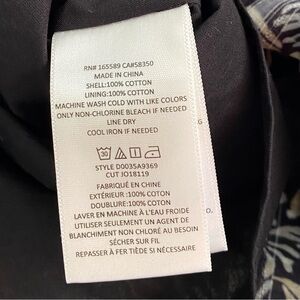 RN# 165589 CA#58350
MADE IN CHINA
SHELL:100% COTTON
LINING:100% COTTON
MACHINE WASH COLD WITH LIKE COLORS
ONLY NON-CHLORINE BLEACH IF NEEDED
LINE DRY
COOL IRON IF NEEDED
30
STYLE D0035A9369
CUT JO18119
FABRIQUÉ EN CHINE
EXTÉRIEUR:100% COTON
DOUBLURE:100% COTON
LAVER EN MACHINE À L'EAU FROIDE
UTILISER SEULEMENT UN AGENT DE
BLANCHIMENT NON CHLORÉ AU BESOIN
SÉCHER SUR FIL
REPASSER À FER TIÈDE SI NÉCESSAIRE